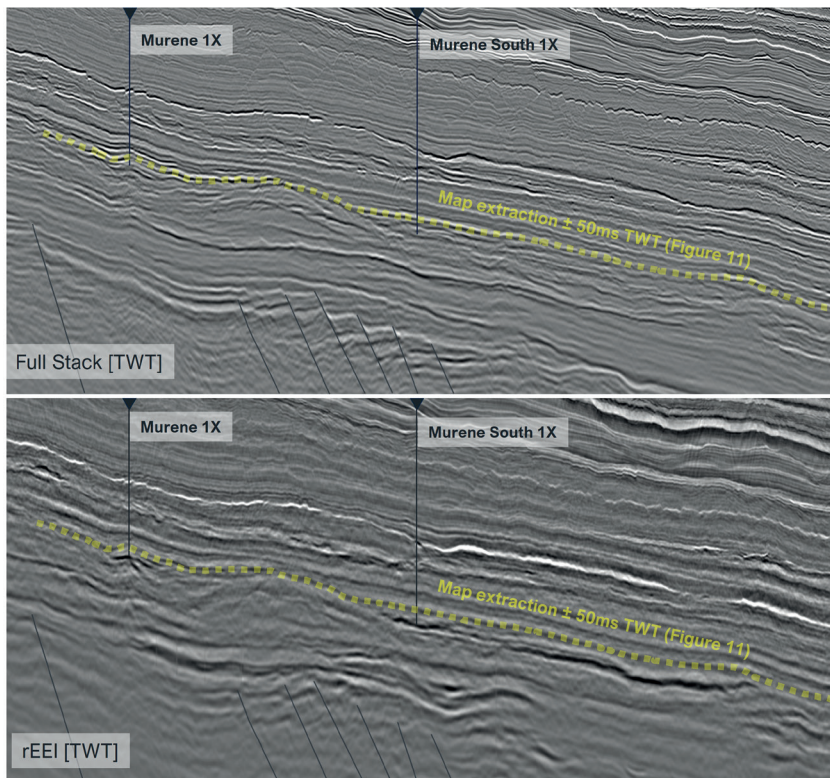 Murene 1X
Murene South 1X
Map extraction ± 50ms TWT (Figure 11)
Full Stack [TWT]
Murene 1X
Murene South 1X
Map extraction ± 50ms TWT (Figure 11)
rEEI [TWT]